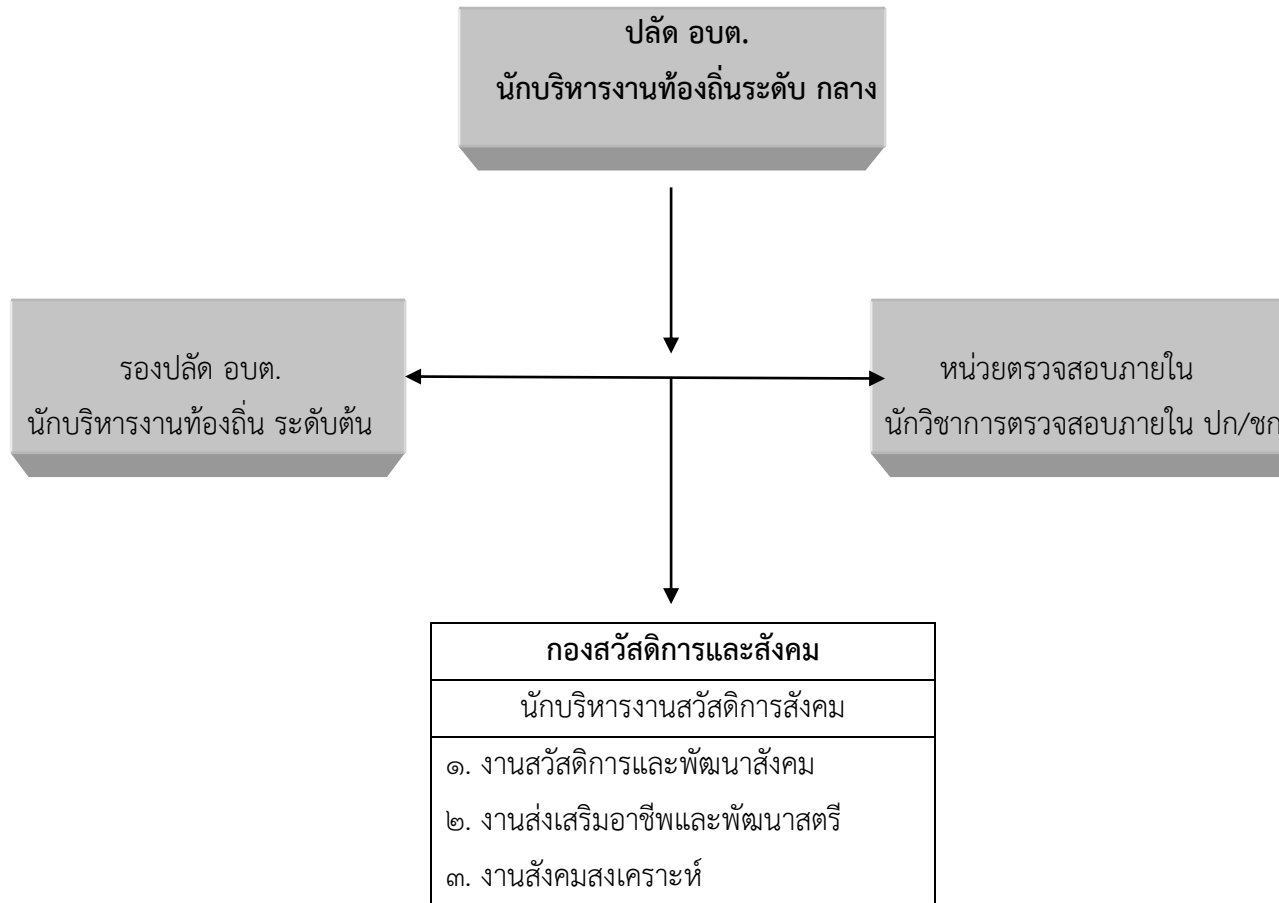 ปลัด อบต.
นักบริหารงานท้องถิ่นระดับ กลาง
รองปลัด อบต.
นักบริหารงานท้องถิ่น ระดับต้น
หน่วยตรวจสอบภายใน
นักวิชาการตรวจสอบภายใน ปก/ชก
กองสวัสดิการและสังคม
นักบริหารงานสวัสดิการสังคม
๑. งานสวัสดิการและพัฒนาสังคม
๒. งานส่งเสริมอาชีพและพัฒนาสตรี
๓. งานสังคมสงเคราะห์